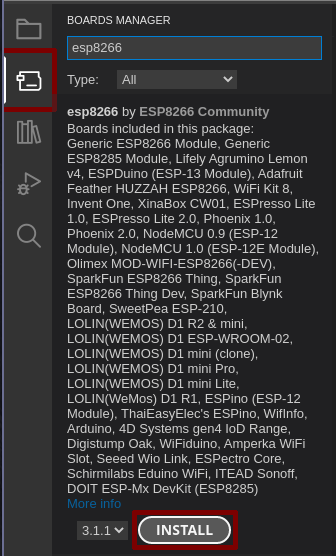 BOARDS MANAGER
esp8266
Type: All
esp8266 by ESP8266 Community
Boards included in this package:
Generic ESP8266 Module, Generic
ESP8285 Module, Lifely Agrumino Lemon
v4, ESPDuino (ESP-13 Module), Adafruit
Feather HUZZAH ESP8266, WiFi Kit 8,
Invent One, XinaBox CW01, ESPresso Lite
1.0, ESPresso Lite 2.0, Phoenix 1.0,
Phoenix 2.0, NodeMCU 0.9 (ESP-12
Module), NodeMCU 1.0 (ESP-12E Module),
Olimex MOD-WIFI-ESP8266(-DEV),
SparkFun ESP8266 Thing, SparkFun
ESP8266 Thing Dev, SparkFun Blynk
Board, SweetPea ESP-210,
LOLIN(WEMOS) D1 R2 & mini,
LOLIN(WEMOS) D1 ESP-WROOM-02,
LOLIN(WEMOS) D1 mini (clone),
LOLIN(WEMOS) D1 mini Pro,
LOLIN(WEMOS) D1 mini Lite,
LOLIN(WeMos) D1 R1, ESPino (ESP-12
Module), ThaiEasyElec's ESPino, WifInfo,
Arduino, 4D Systems gen4 IoD Range,
Digistump Oak, WiFiduino, Amperka WiFi
Slot, Seeed Wio Link, ESPectro Core,
Schirmilabs Eduino WiFi, ITEAD Sonoff,
DOIT ESP-Mx DevKit (ESP8285)
More info
3.1.1 INSTALL